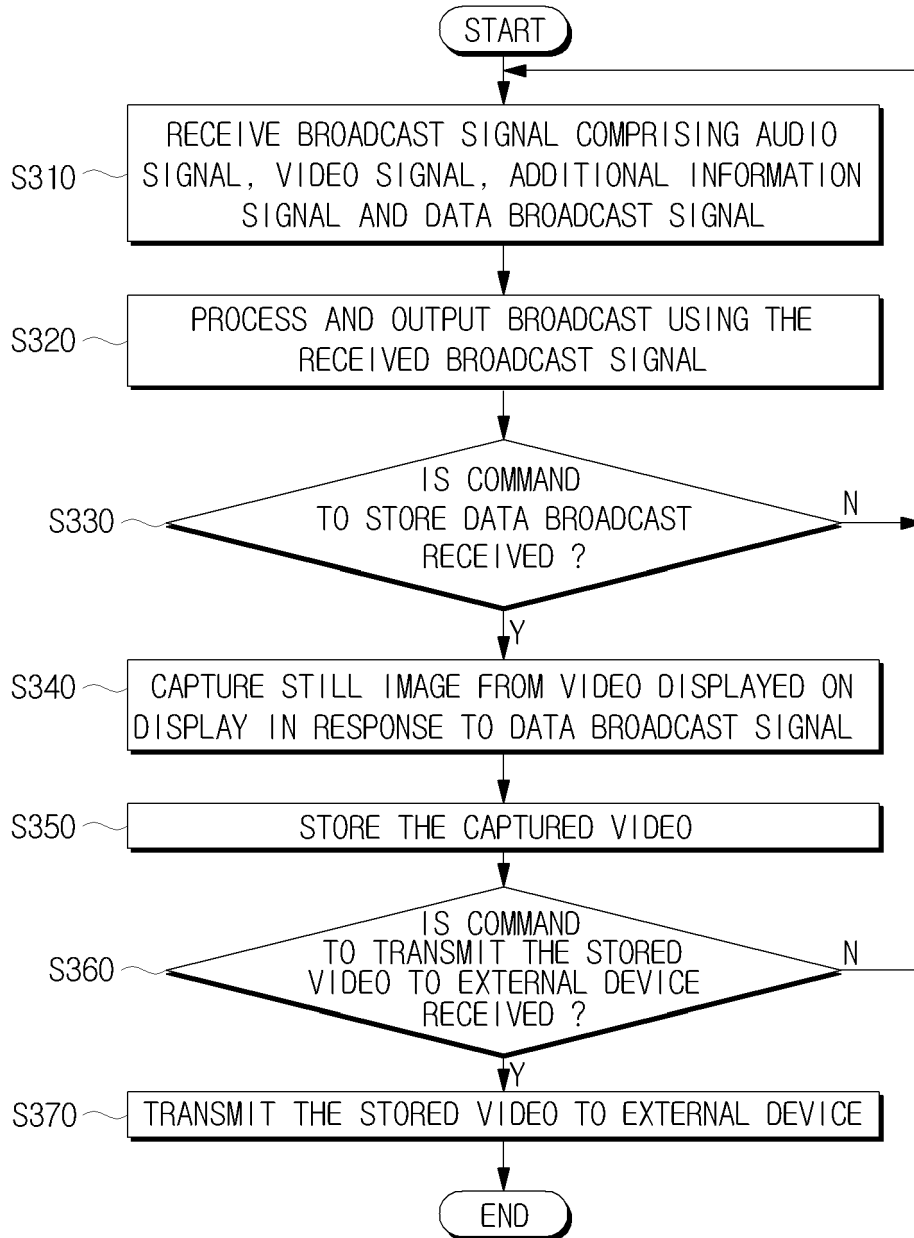 START
S310
RECEIVE BROADCAST SIGNAL COMPRISING AUDIO
SIGNAL, VIDEO SIGNAL, ADDITIONAL INFORMATION
SIGNAL AND DATA BROADCAST SIGNAL
S320
PROCESS AND OUTPUT BROADCAST USING THE
RECEIVED BROADCAST SIGNAL
S330
IS COMMAND
TO STORE DATA BROADCAST
RECEIVED ?
N
Y
S340
CAPTURE STILL IMAGE FROM VIDEO DISPLAYED ON
DISPLAY IN RESPONSE TO DATA BROADCAST SIGNAL
S350
STORE THE CAPTURED VIDEO
S360
IS COMMAND
TO TRANSMIT THE STORED
VIDEO TO EXTERNAL DEVICE
RECEIVED ?
N
Y
S370
TRANSMIT THE STORED VIDEO TO EXTERNAL DEVICE
END